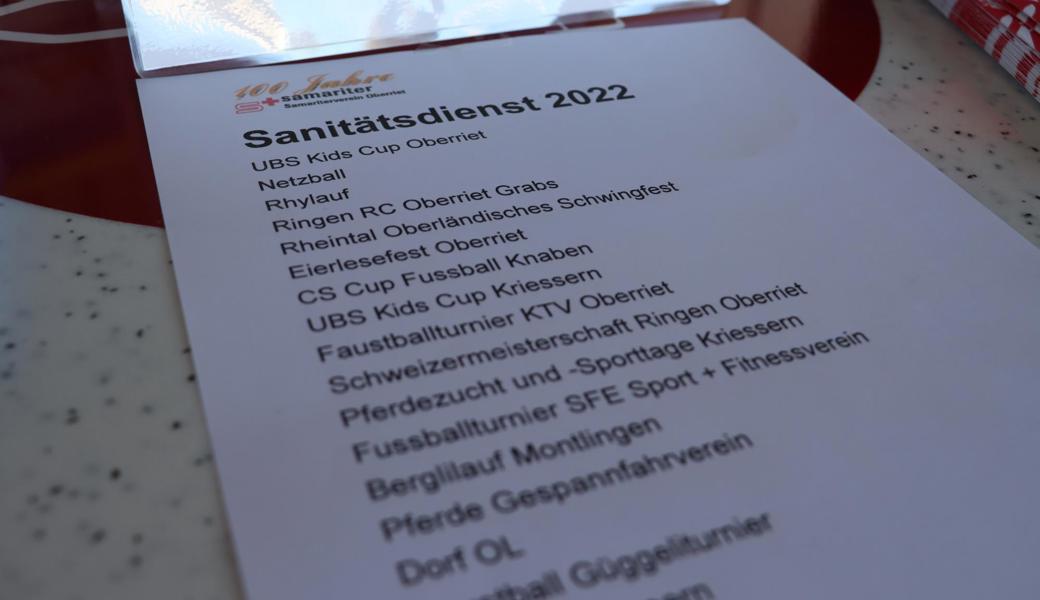 100 Jahre
samariter
Samariterverein Oberriet
Sanitätsdienst 2022
UBS Kids Cup Oberriet
Netzball
Rhylauf
Ringen RC Oberriet Grabs
Rheintal Oberländisches Schwingfest
Eierlesefest Oberriet
CS Cup Fussball Knaben
UBS Kids Cup Kriessern
Faustballturnier KTV Oberriet
Schweizermeisterschaft Ringen Oberriet
Pferdezucht und -Sporttage Kriessern
Fussballturnier SFE Sport + Fitnessverein
Berglilauf Montlingen
Pferde Gespannfahrverein
Dorf OL
Güggeliturnier